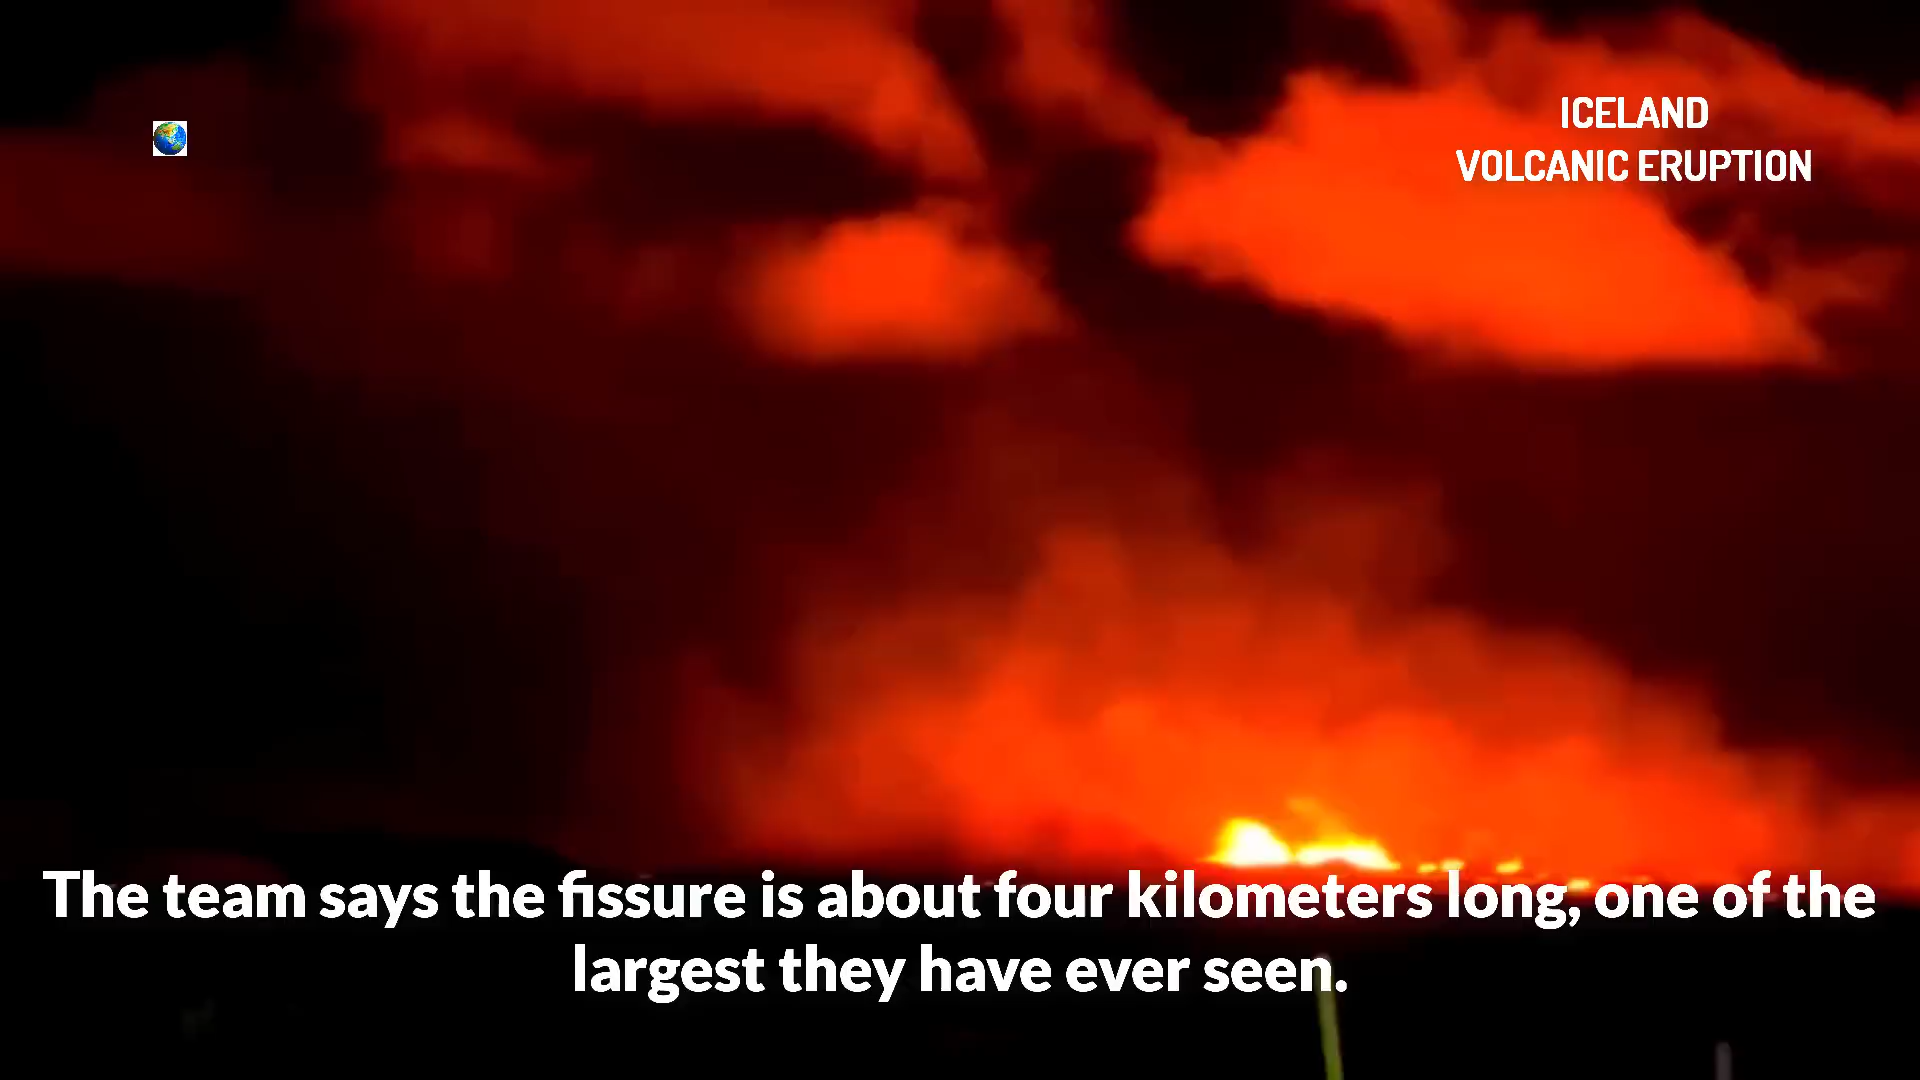 ICELAND
VOLCANIC ERUPTION
The team says the fissure is about four kilometers long, one of the
largest they have ever seen.